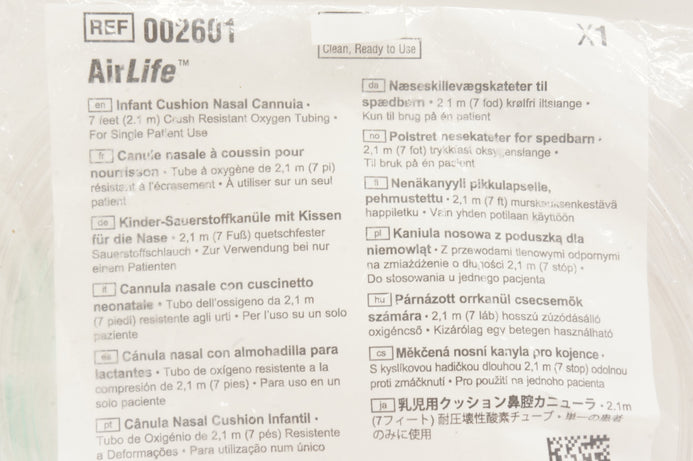 REF 002601
Clean, Ready to Use
X1
AirLife™
en Infant Cushion Nasal Cannula •
7 feet (2.1 m) Crush Resistant Oxygen Tubing •
For Single Patient Use
fr Canule nasale à coussin pour
nourrisson • Tube à oxygène de 2,1 m (7 pi)
résistant à l'écrasement • À utiliser sur un seul
patient
de Kinder-Sauerstoffkanüle mit Kissen
für die Nase • 2,1 m (7 Fuß) quetschfester
Sauerstoffschlauch • Zur Verwendung bei nur
einem Patienten
it Cannula nasale con cuscinetto
neonatale • Tubo dell'ossigeno da 2,1 m
(7 piedi) resistente agli urti • Per l'uso su un solo
paziente
es Cánula nasal con almohadilla para
lactantes • Tubo de oxígeno resistente a la
compresión de 2,1 m (7 pies) • Para uso en un
solo paciente
pt Cânula Nasal Cushion Infantil •
Tubo de Oxigénio de 2,1 m (7 pés) Resistente
a Deformações • Para utilização num único
da Næseskillevægskateter til
spædbørn • 2 1 m (7 fod) krølfri iltslange •
Kun til brug på én patient
no Polstret nesekateter for spedbarn •
2,1 m (7 fot) trykkfast oksygenslange •
Til bruk på én pasient
fi Nenäkanyyli pikkulapselle,
pehmustettu • 2,1 m (7 ft) murskauksenkestävä
happiletku • Vain yhden potilaan käyttöön
pl Kaniula nosowa z poduszką dla
niemowląt • Z przewodami tlenowymi odpornymi
na zmiażdżenie o długości 2,1 m (7 stóp) •
Do stosowania u jednego pacjenta
hu Párnázott orrkanül csecsemők
számára • 2,1 m (7 láb) hosszú zúzódásálló
oxigéncső • Kizárólag egy betegen használható
cs Měkčená nosní kanyla pro kojence •
S kyslíkovou hadičkou dlouhou 2,1 m (7 stop) odolnou
proti zmáčknutí • Pro použití na jednoho pacienta
ja 乳児用クッション鼻腔カニューラ • 2.1m
(7フィート) 耐圧壊性酸素チューブ • 単一の患者
のみに使用